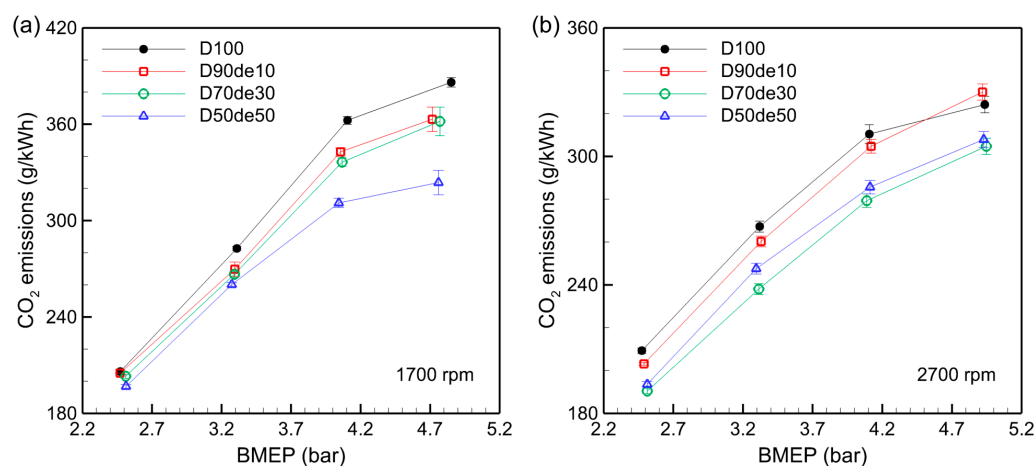 (a)
420
360
300
240
180
CO₂ emissions (g/kWh)
D100
D90de10
D70de30
D50de50
1700 rpm
2.2 2.7 3.2 3.7 4.2 4.7 5.2
BMEP (bar)
(b)
360
300
240
180
CO₂ emissions (g/kWh)
D100
D90de10
D70de30
D50de50
2700 rpm
2.2 2.7 3.2 3.7 4.2 4.7 5.2
BMEP (bar)